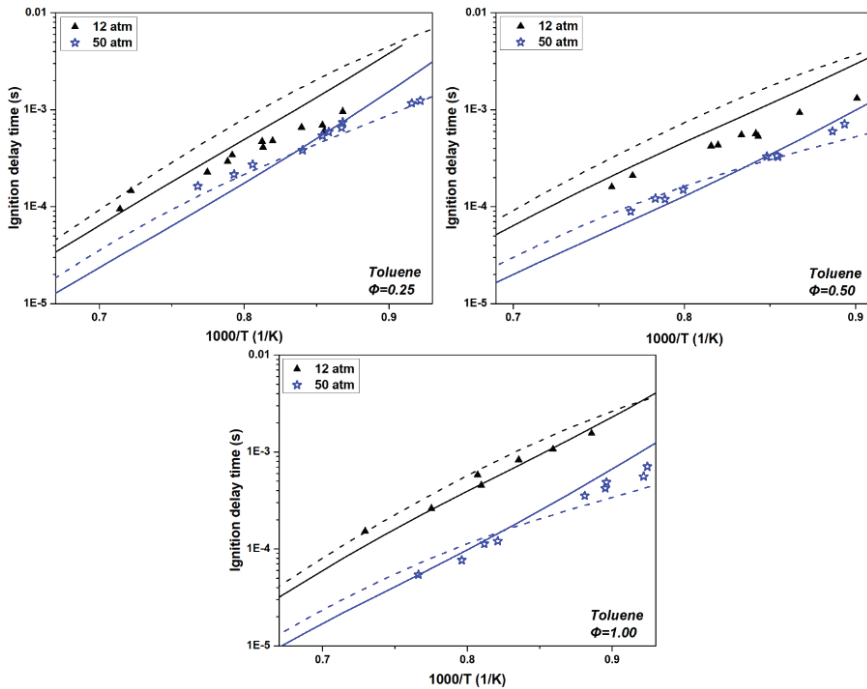 0.01
12 atm
50 atm
1E-3
1E-4
1E-5
Ignition delay time (s)
Toluene
Φ=0.25
0.7
0.8
0.9
1000/T (1/K)
0.01
12 atm
50 atm
1E-3
1E-4
1E-5
Ignition delay time (s)
Toluene
Φ=0.50
0.7
0.8
0.9
1000/T (1/K)
0.01
12 atm
50 atm
1E-3
1E-4
1E-5
Ignition delay time (s)
Toluene
Φ=1.00
0.7
0.8
0.9
1000/T (1/K)